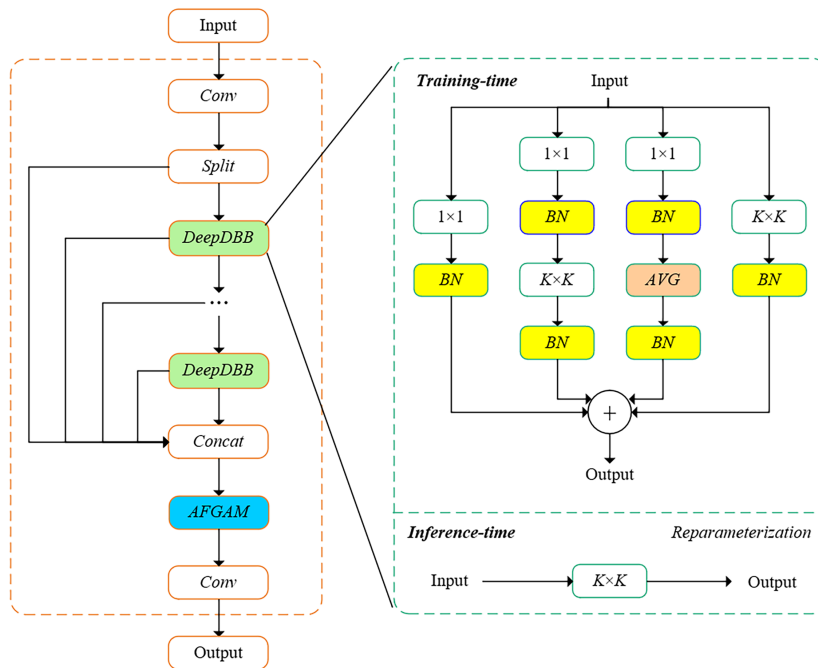 Input
Conv
Split
DeepDBB
...
DeepDBB
Concat
AFGAM
Conv
Output
Training-time
Input
1×1
1×1
1×1
BN
BN
K×K
BN
K×K
AVG
BN
BN
BN
+
Output
Inference-time
Reparameterization
Input
K×K
Output